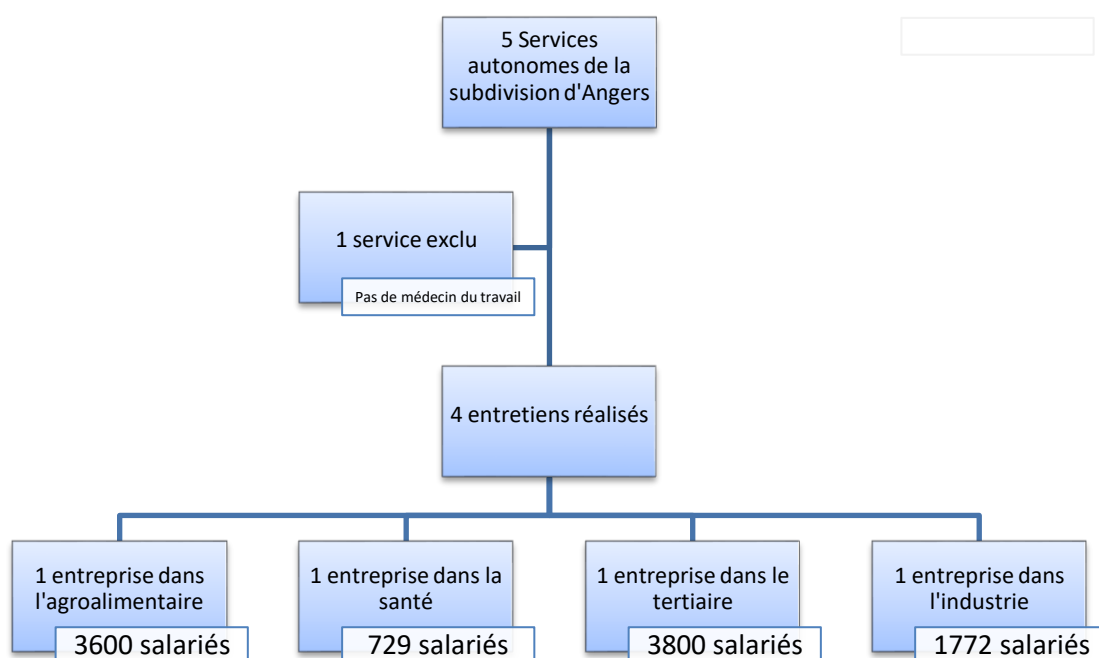 5 Services
autonomes de la
subdivision d'Angers
1 service exclu
Pas de médecin du travail
4 entretiens réalisés
1 entreprise dans
l'agroalimentaire
3600 salariés
1 entreprise dans la
santé
729 salariés
1 entreprise dans le
tertiaire
3800 salariés
1 entreprise dans
l'industrie
1772 salariés